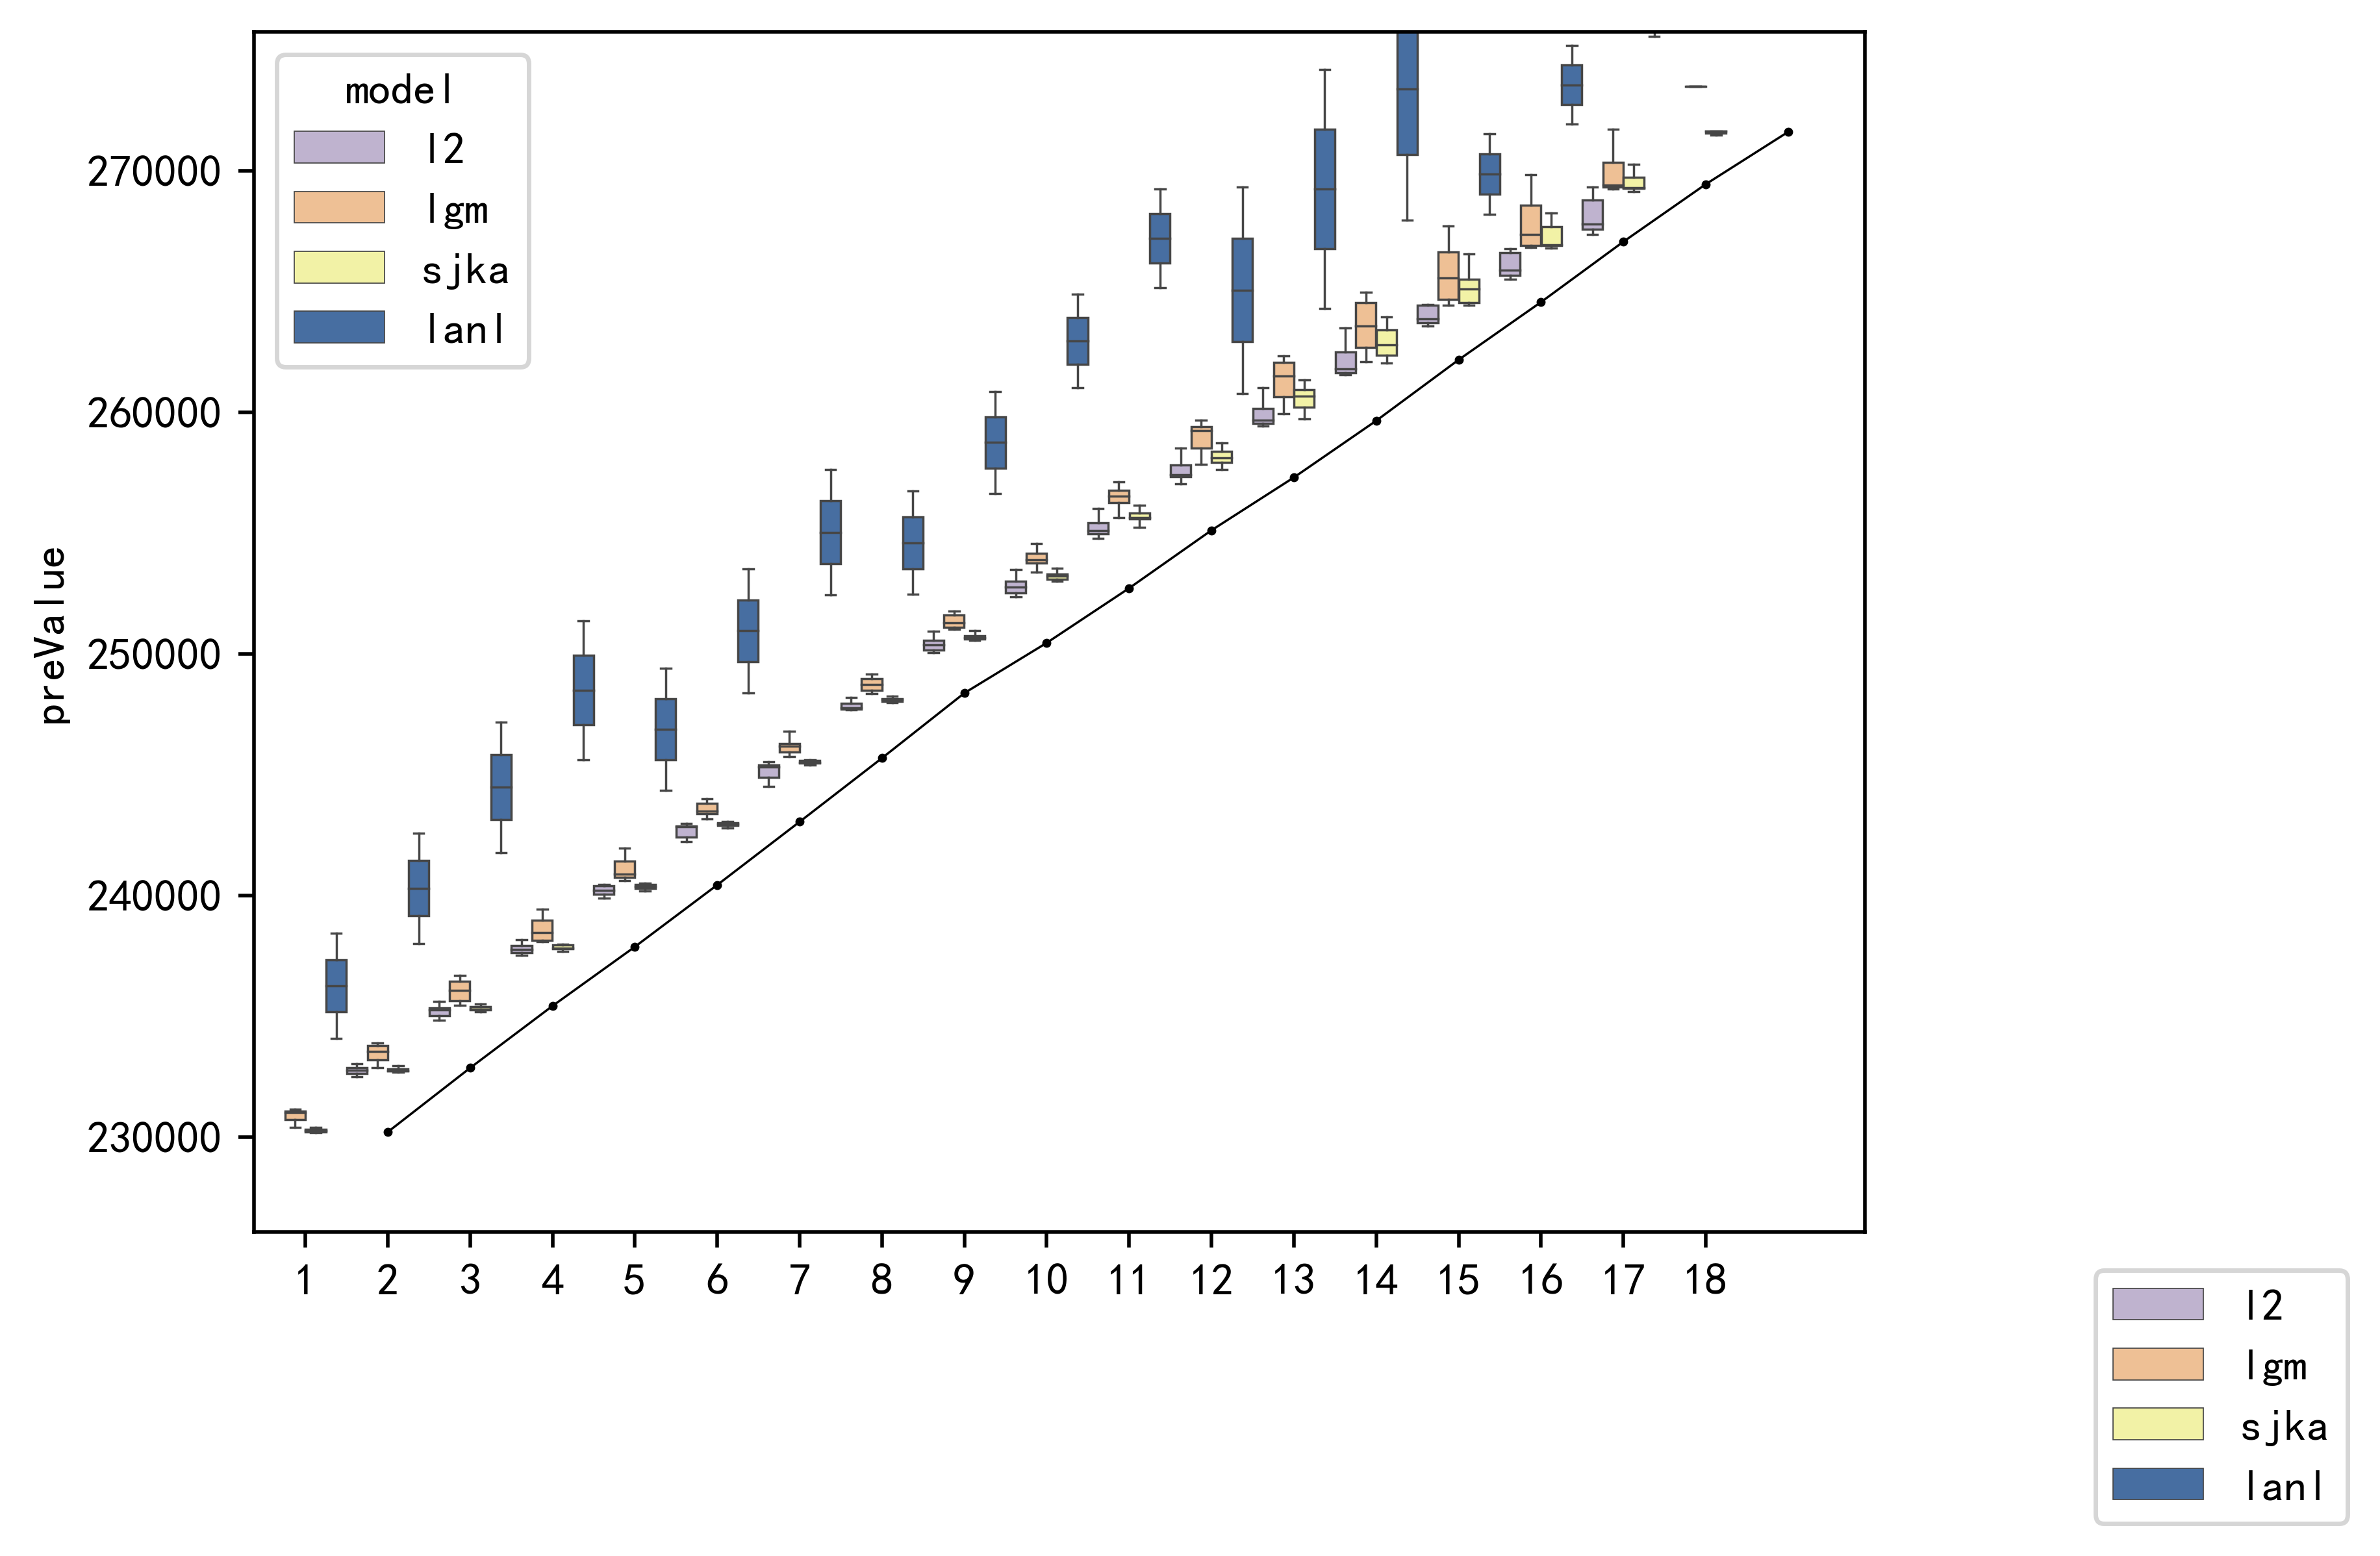 model
l2
lgm
sjka
lanl
270000
260000
250000
240000
230000
preValue
1 2 3 4 5 6 7 8 9 10 11 12 13 14 15 16 17 18
l2
lgm
sjka
lanl